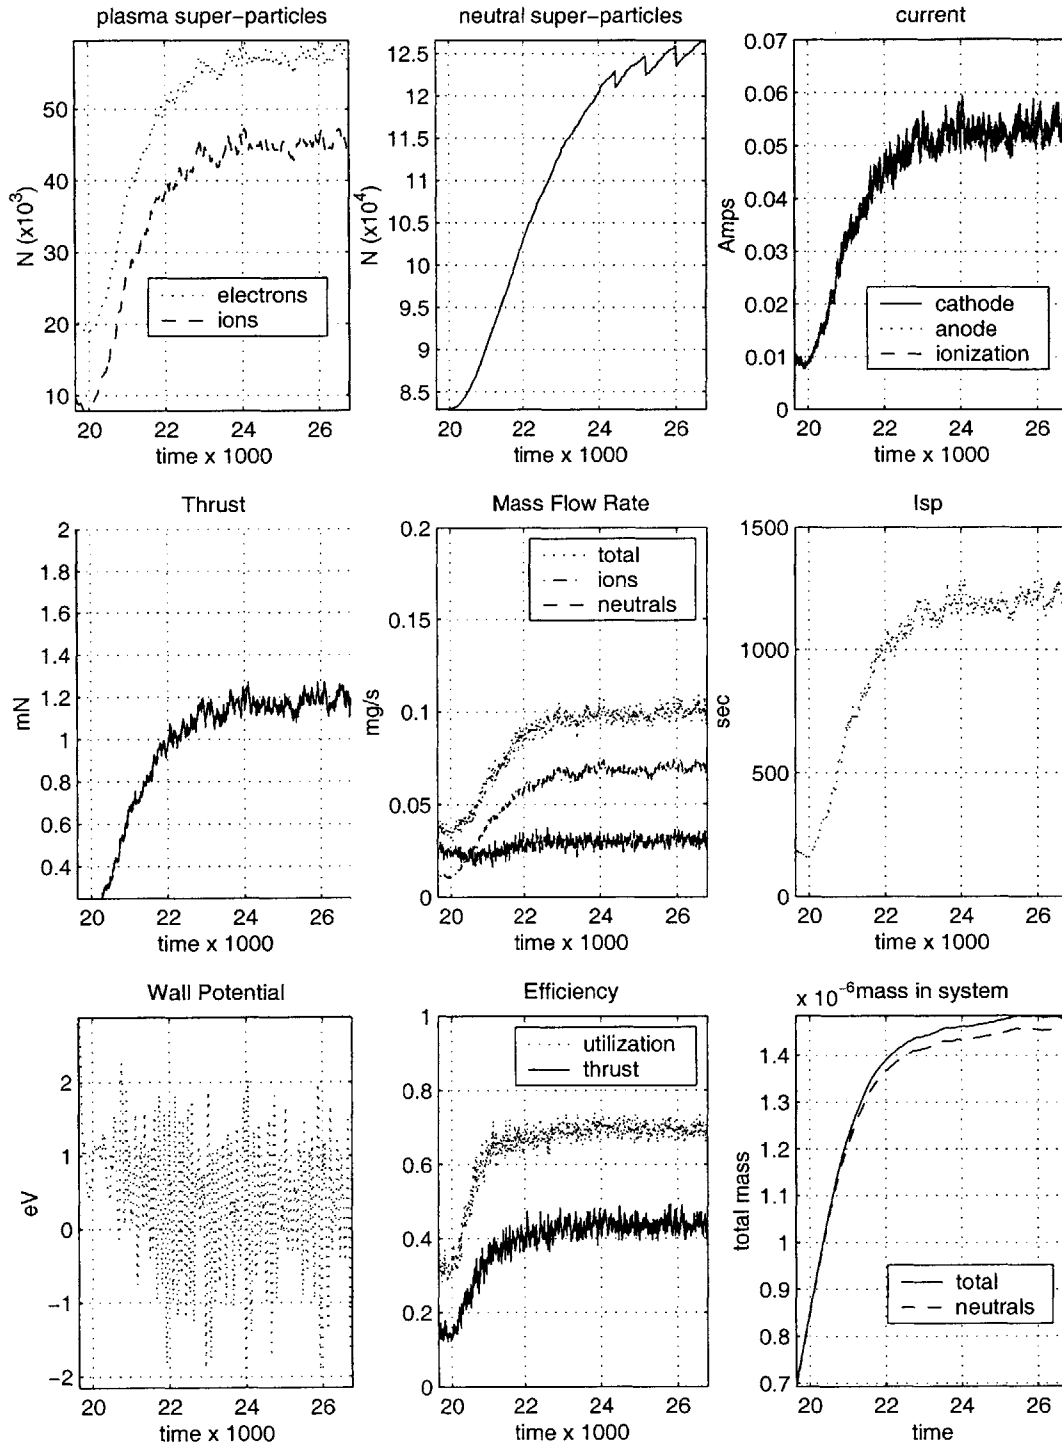 plasma super-particles
N (x10³)
50
40
30
20
10
electrons
ions
20 22 24 26
time x 1000
neutral super-particles
N (x10⁴)
12.5
12
11.5
11
10.5
10
9.5
9
8.5
8.3
20 22 24 26
time x 1000
current
Amps
0.07
0.06
0.05
0.04
0.03
0.02
0.01
0
cathode
anode
ionization
20 22 24 26
time x 1000
Thrust
mN
2
1.8
1.6
1.4
1.2
1
0.8
0.6
0.4
20 22 24 26
time x 1000
Mass Flow Rate
mg/s
0.2
0.15
0.1
0.05
0
total
ions
neutrals
20 22 24 26
time x 1000
Isp
sec
1500
1000
500
0
20 22 24 26
time x 1000
Wall Potential
eV
2
1
0
-1
-2
20 22 24 26
time x 1000
Efficiency
1
0.8
0.6
0.4
0.2
0
utilization
thrust
20 22 24 26
time x 1000
x 10⁻⁶ mass in system
total mass
1.4
1.3
1.2
1.1
1
0.9
0.8
0.7
total
neutrals
20 22 24 26
time